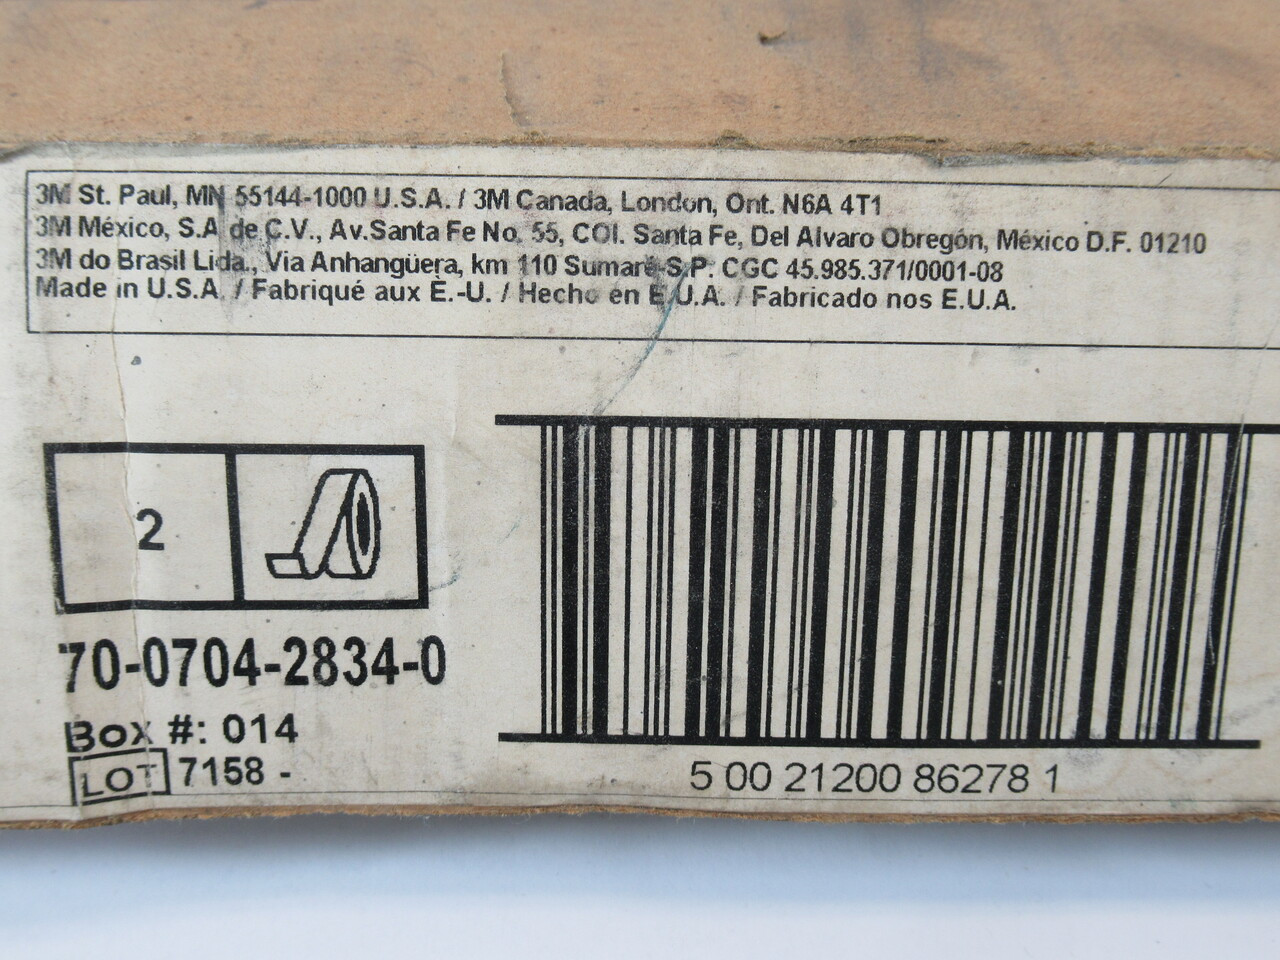 3M St. Paul, MN 55144-1000 U.S.A. / 3M Canada, London, Ont. N6A 4T1
3M México, S.A. de C.V., Av.Santa Fe No. 55, COl. Santa Fe, Del Alvaro Obregón, México D.F. 01210
3M do Brasil Ltda., Via Anhangüera, km 110 Sumaré-S.P. CGC 45.985.371/0001-08
Made in U.S.A. / Fabriqué aux É.-U. / Hecho en E.U.A. / Fabricado nos E.U.A.
2
70-0704-2834-0
Box #: 014
LOT 7158 -
5 00 21200 86278 1